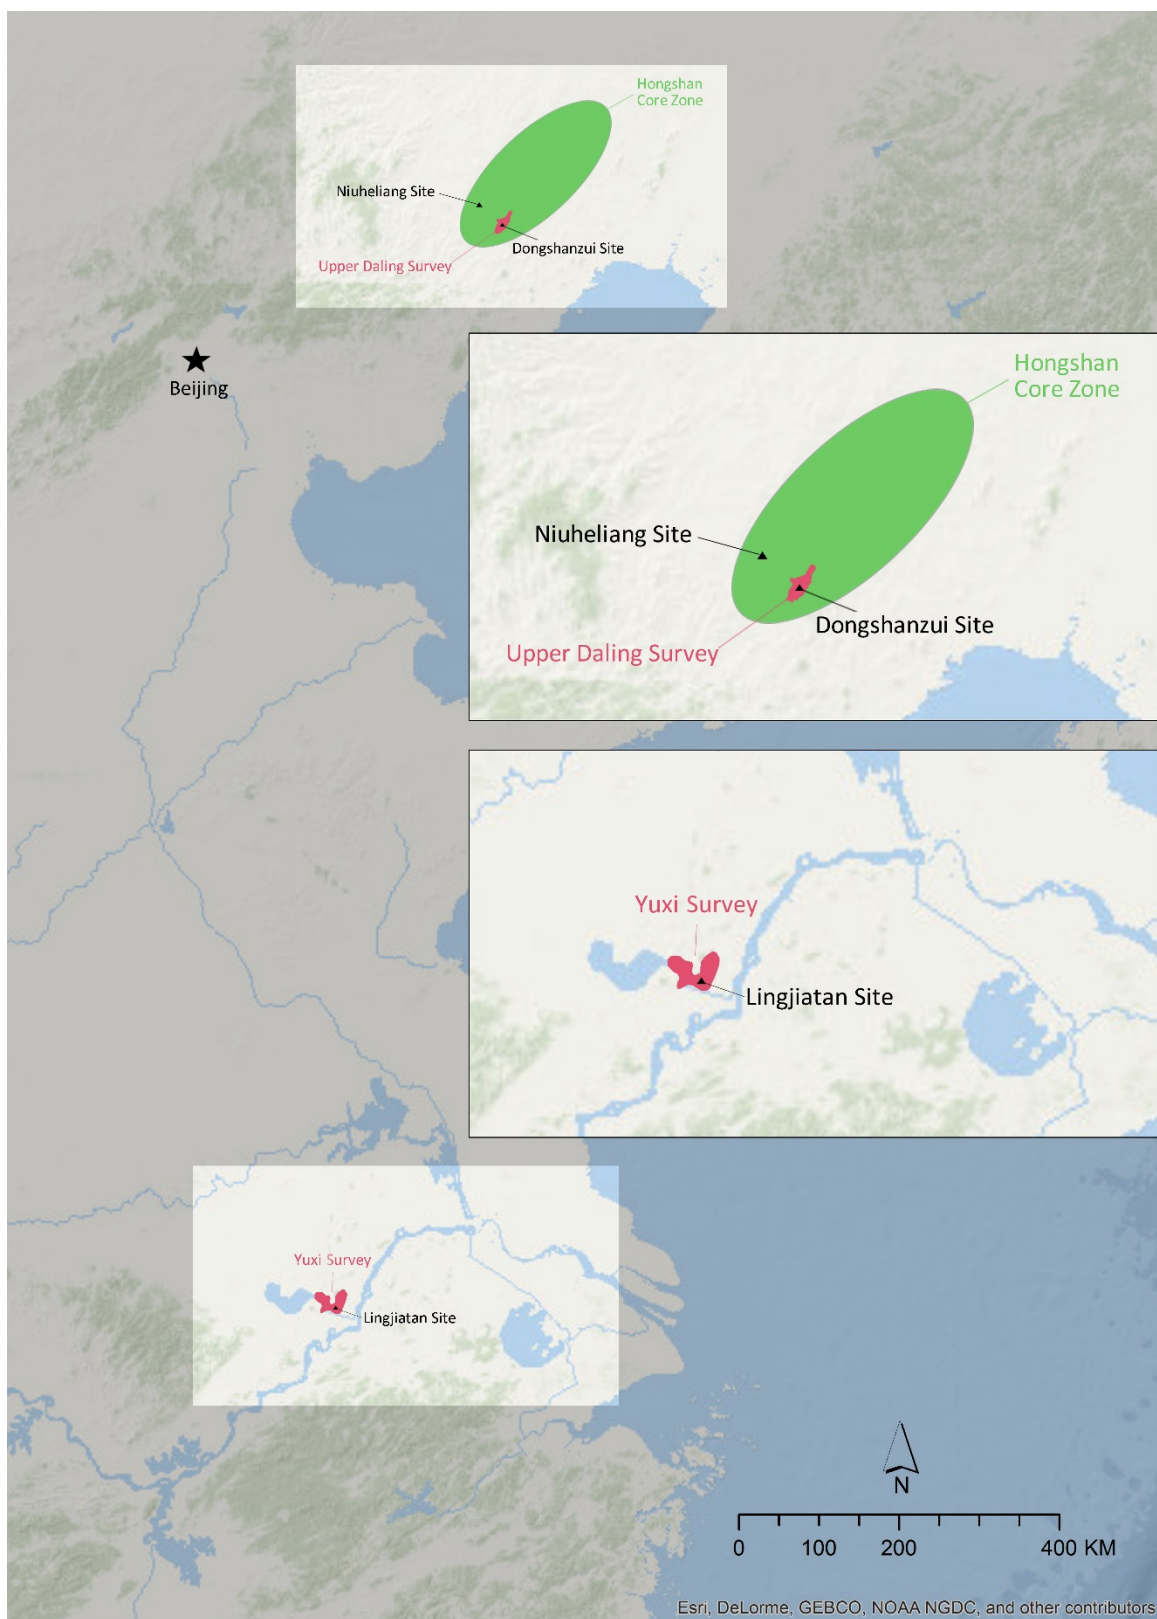 Hongshan
Core Zone
Niuheliang Site
Dongshanzui Site
Upper Daling Survey
Beijing
Hongshan
Core Zone
Niuheliang Site
Dongshanzui Site
Upper Daling Survey
Yuxi Survey
Lingjiatan Site
Yuxi Survey
Lingjiatan Site
N
0 100 200 400 KM
Esri, DeLorme, GEBCO, NOAA NGDC, and other contributors